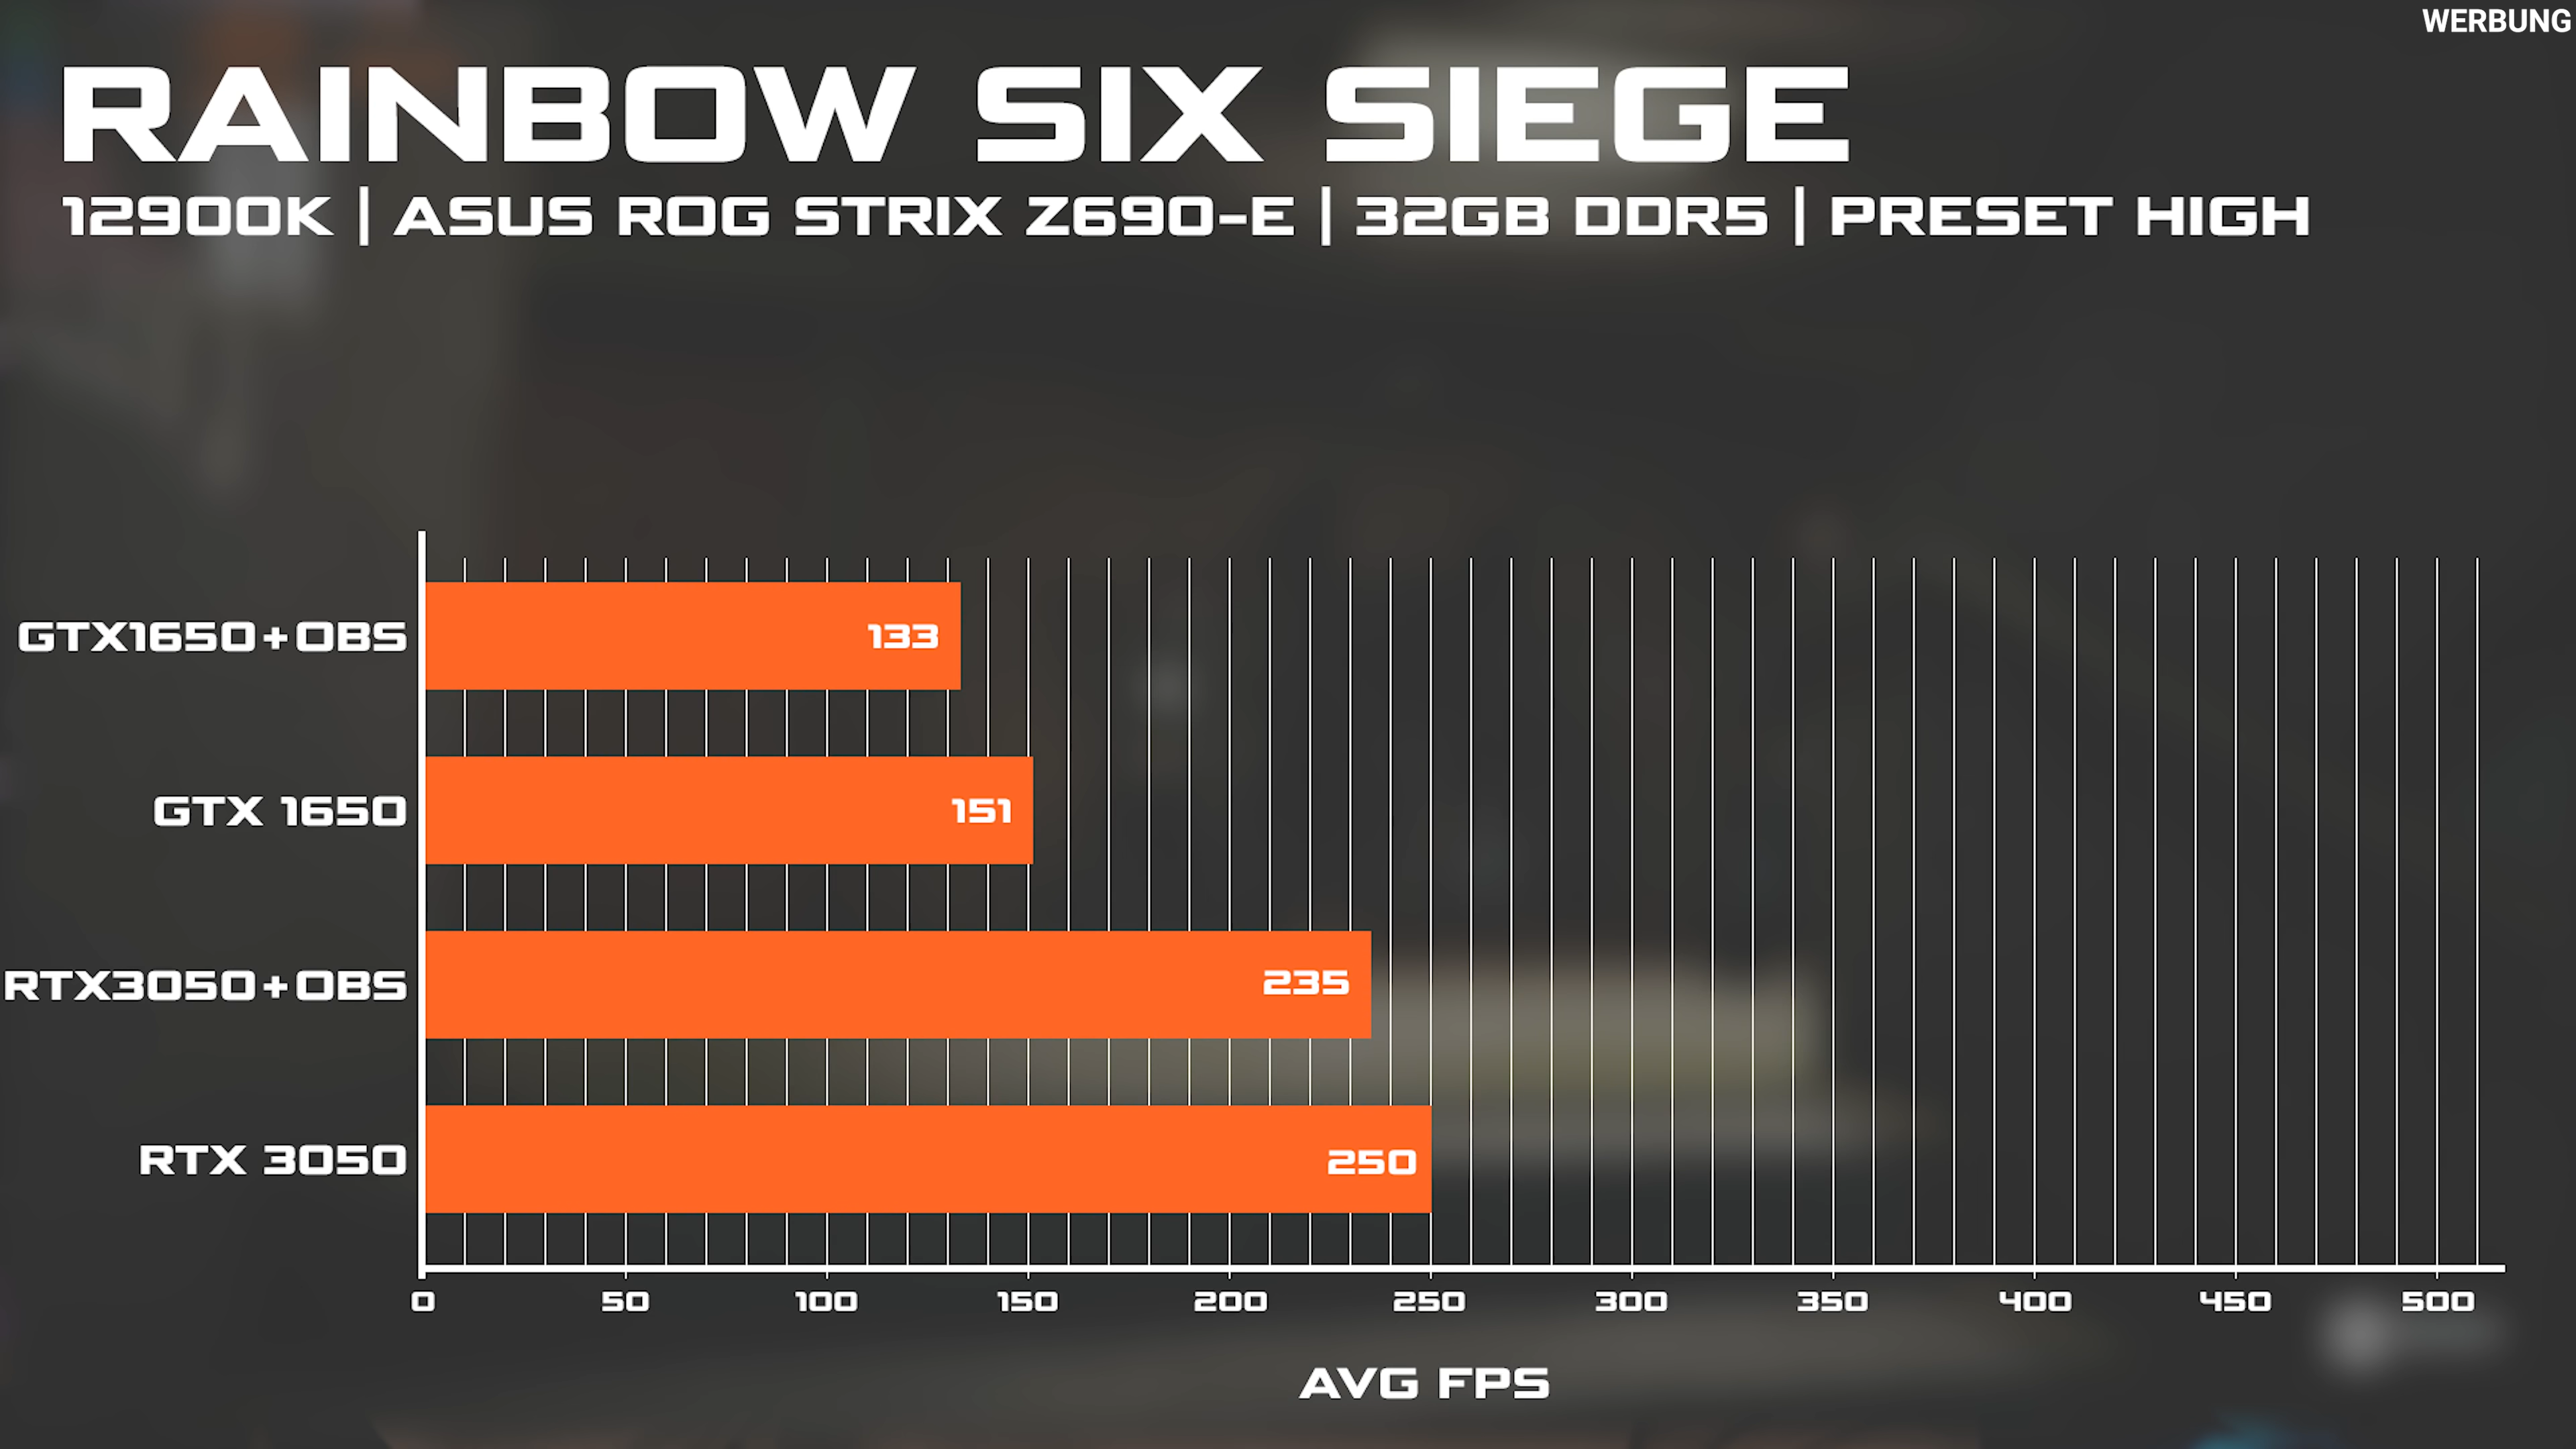 WERBUNG
RAINBOW SIX SIEGE
12900K | ASUS ROG STRIX Z690-E | 32GB DDR5 | PRESET HIGH
GTX1650+OBS 133
GTX 1650 151
RTX3050+OBS 235
RTX 3050 250
0 50 100 150 200 250 300 350 400 450 500
AVG FPS